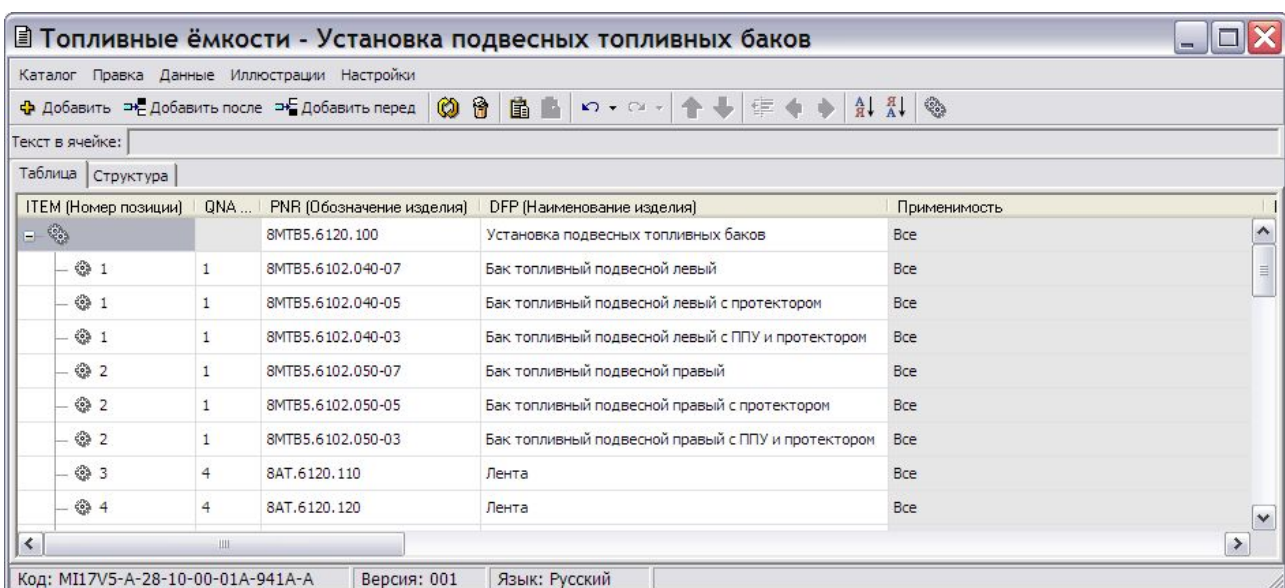 Топливные ёмкости - Установка подвесных топливных баков
Каталог Правка Данные Иллюстрации Настройки
Добавить Добавить после Добавить перед
Текст в ячейке:
Таблица Структура
ITEM (Номер позиции) QNA ... PNR (Обозначение изделия) DFP (Наименование изделия) Применимость
8МТВ5.6120.100 Установка подвесных топливных баков Все
1 1 8МТВ5.6102.040-07 Бак топливный подвесной левый Все
1 1 8МТВ5.6102.040-05 Бак топливный подвесной левый с протектором Все
1 1 8МТВ5.6102.040-03 Бак топливный подвесной левый с ППУ и протектором Все
2 1 8МТВ5.6102.050-07 Бак топливный подвесной правый Все
2 1 8МТВ5.6102.050-05 Бак топливный подвесной правый с протектором Все
2 1 8МТВ5.6102.050-03 Бак топливный подвесной правый с ППУ и протектором Все
3 4 8АТ.6120.110 Лента Все
4 4 8АТ.6120.120 Лента Все
Код: MI17V5-A-28-10-00-01A-941A-A Версия: 001 Язык: Русский